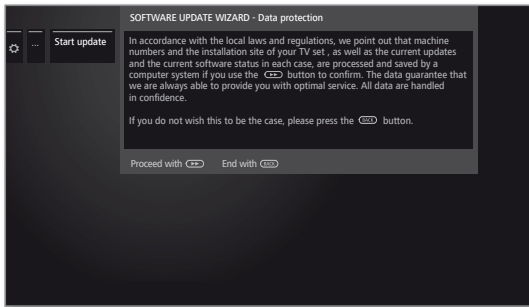 SOFTWARE UPDATE WIZARD - Data protection
... Start update
In accordance with the local laws and regulations, we point out that machine
numbers and the installation site of your TV set , as well as the current updates
and the current software status in each case, are processed and saved by a
computer system if you use the button to confirm. The data guarantee that
we are always able to provide you with optimal service. All data are handled
in confidence.
If you do not wish this to be the case, please press the BACK button.
Proceed with End with BACK